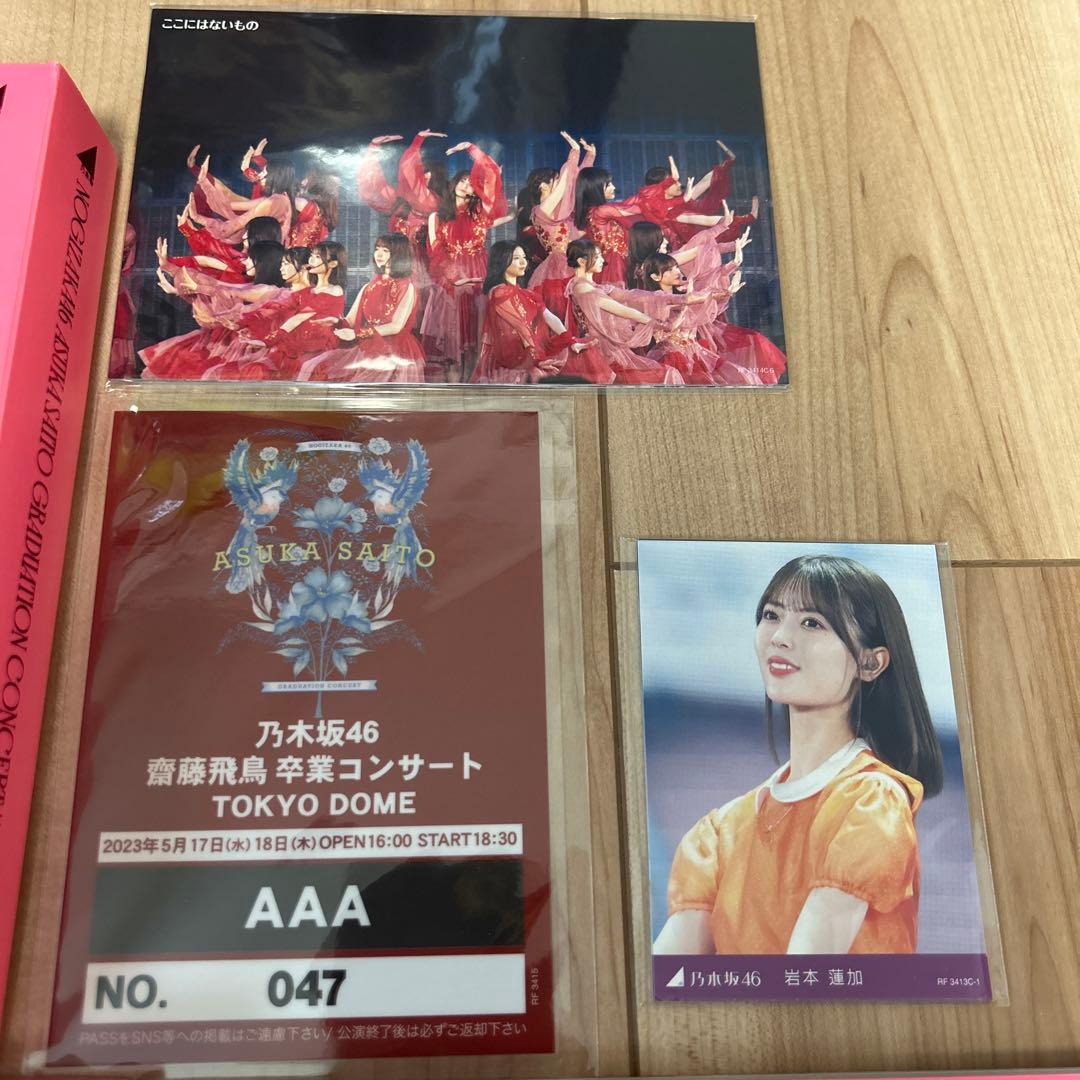 ここにはないもの
RF 3414C-6
NOGIZAKA46 ASUKA SAITO GRADUATION CONCERT
NOGIZAKA 46
ASUKA SAITO
GRADUATION CONCERT
乃木坂46
齋藤飛鳥 卒業コンサート
TOKYO DOME
2023年5月17日(水)18日(木)OPEN16:00 START18:30
AAA
NO. 047
RF 3415
PASSをSNS等への掲載はご遠慮下さい/公演終了後は必ずご返却下さい
乃木坂46 岩本 蓮加
RF 3413C-1